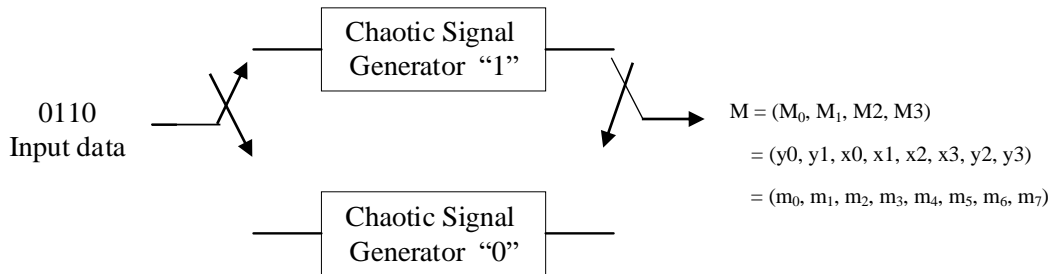 Chaotic Signal
Generator “1”
0110
Input data
M = (M₀, M₁, M2, M3)
= (y0, y1, x0, x1, x2, x3, y2, y3)
= (m₀, m₁, m₂, m₃, m₄, m₅, m₆, m₇)
Chaotic Signal
Generator “0”